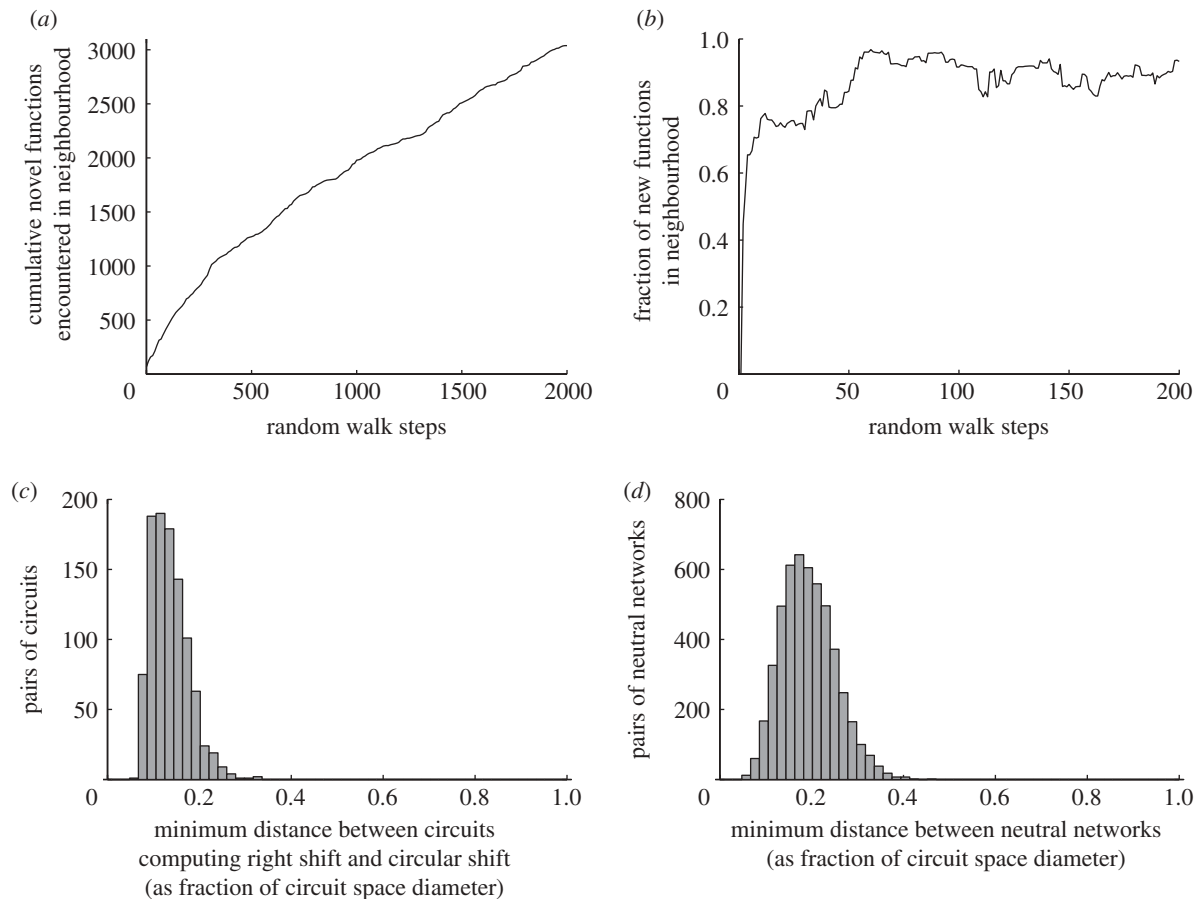 (a)
cumulative novel functions
encountered in neighbourhood
3000
2500
2000
1500
1000
500
0
500
1000
1500
2000
random walk steps
(b)
fraction of new functions
in neighbourhood
1.0
0.8
0.6
0.4
0.2
0
50
100
150
200
random walk steps
(c)
pairs of circuits
200
150
100
50
0
0.2
0.4
0.6
0.8
1.0
minimum distance between circuits
computing right shift and circular shift
(as fraction of circuit space diameter)
(d)
pairs of neutral networks
800
600
400
200
0
0.2
0.4
0.6
0.8
1.0
minimum distance between neutral networks
(as fraction of circuit space diameter)